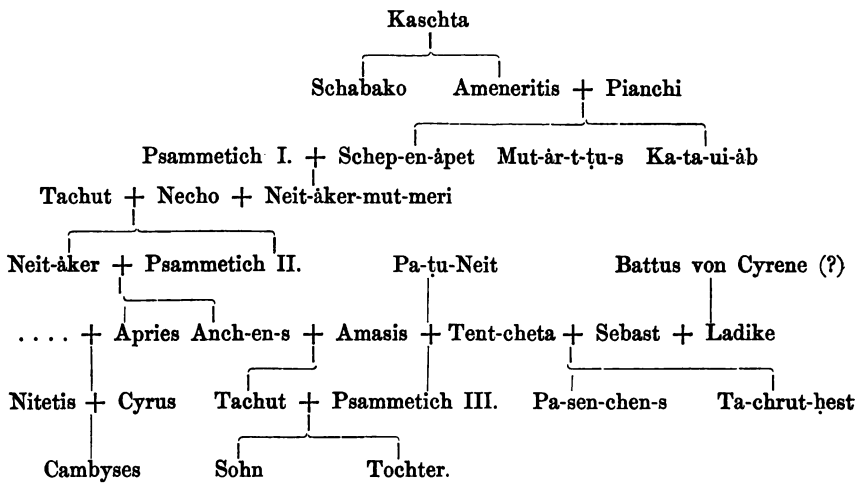 Kaschta
Schabako Ameneritis + Pianchi
Psammetich I. + Schep-en-åpet Mut-år-t-ṭu-s Ka-ta-ui-åb
Tachut + Necho + Neit-åker-mut-meri
Neit-åker + Psammetich II. Pa-ṭu-Neit Battus von Cyrene (?)
. . . . + Apries Anch-en-s + Amasis + Tent-cheta + Sebast + Ladike
Nitetis + Cyrus Tachut + Psammetich III. Pa-sen-chen-s Ta-chrut-ḥest
Cambyses Sohn Tochter.